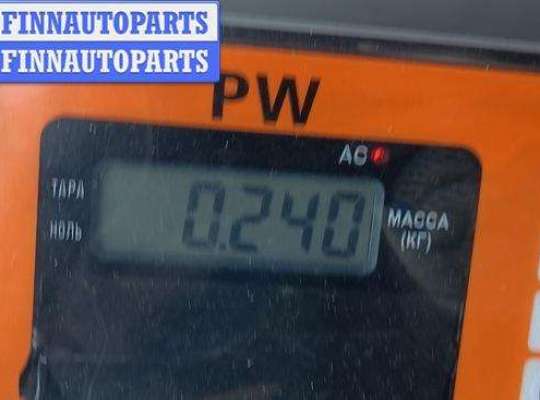 FINNAUTOPARTS
FINNAUTOPARTS
PW
AC
ТАРА
0.240
МАССА
НОЛЬ
(КГ)